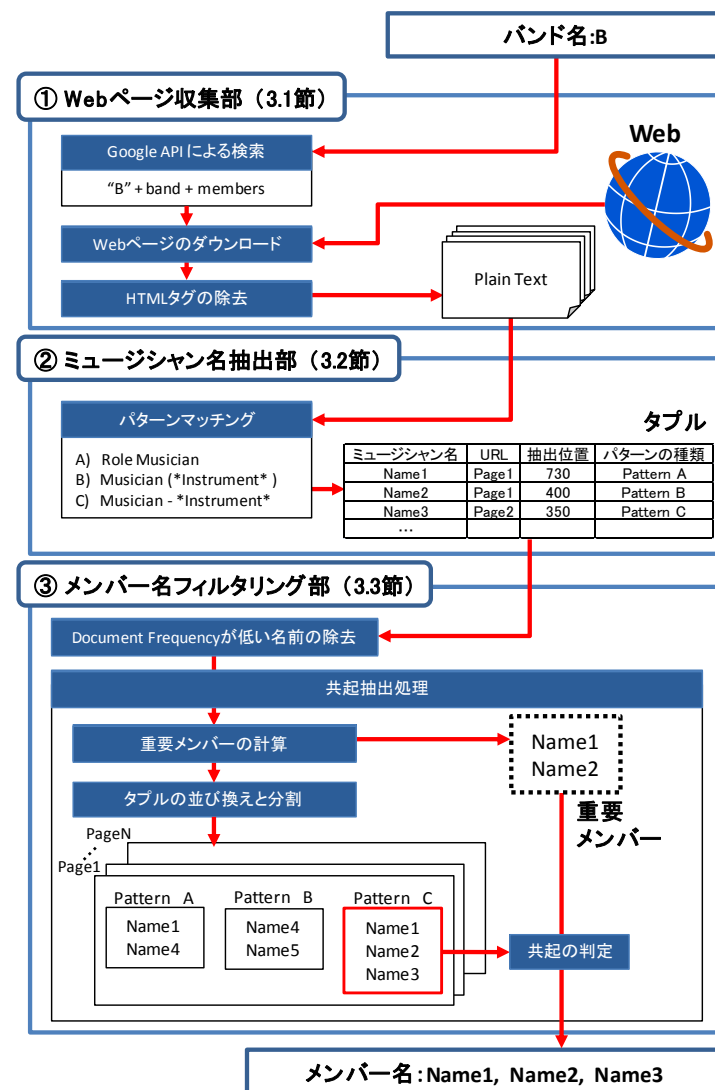 バンド名:B
① Webページ収集部（3.1節）
Web
Google API による検索
“B” + band + members
Webページのダウンロード
HTMLタグの除去
Plain Text
② ミュージシャン名抽出部（3.2節）
パターンマッチング
A) Role Musician
B) Musician (*Instrument* )
C) Musician - *Instrument*
タプル
ミュージシャン名 URL 抽出位置 パターンの種類
Name1 Page1 730 Pattern A
Name2 Page1 400 Pattern B
Name3 Page2 350 Pattern C
…
③ メンバー名フィルタリング部（3.3節）
Document Frequencyが低い名前の除去
共起抽出処理
重要メンバーの計算
Name1
Name2
タプルの並び換えと分割
重要
メンバー
PageN
Page1
Pattern A Pattern B Pattern C
Name1 Name4 Name1
Name4 Name5 Name2
Name3
共起の判定
メンバー名：Name1, Name2, Name3